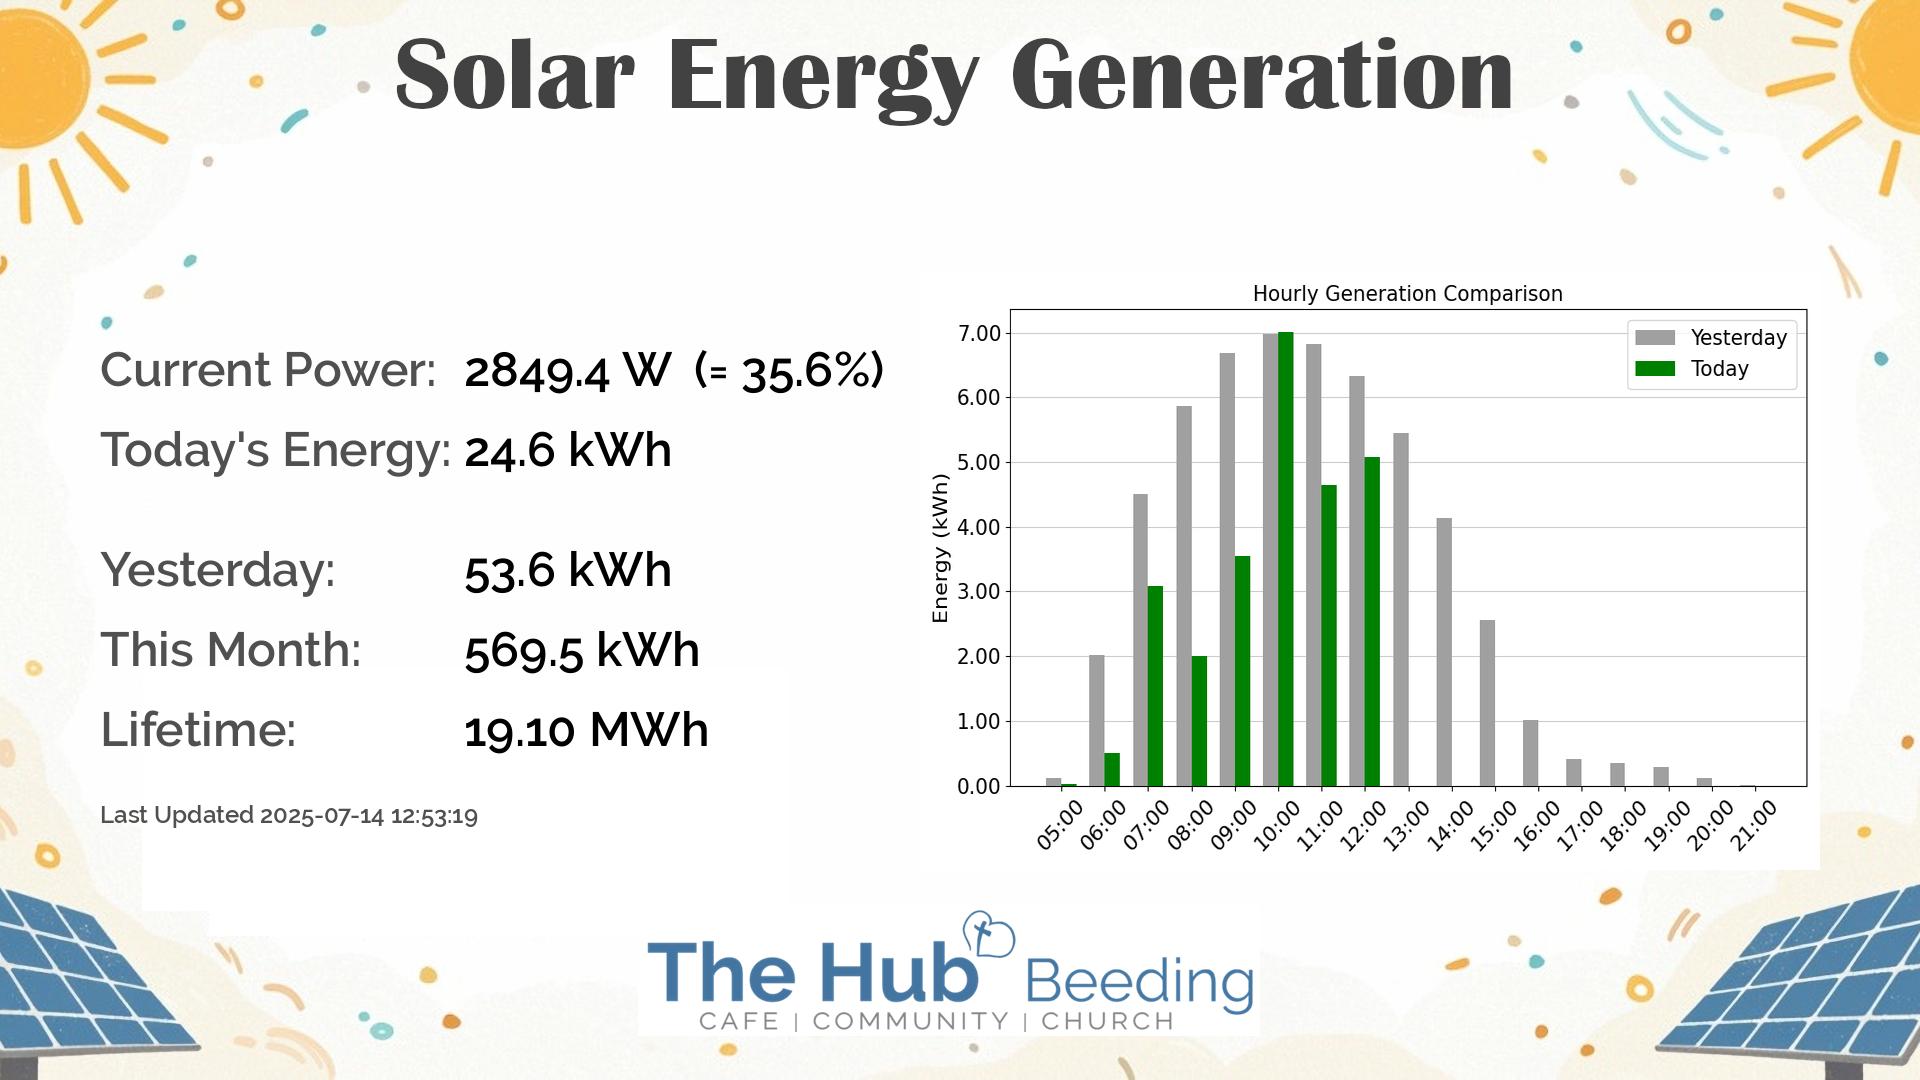 Solar Energy Generation
Current Power: 2849.4 W (= 35.6%)
Today's Energy: 24.6 kWh
Yesterday: 53.6 kWh
This Month: 569.5 kWh
Lifetime: 19.10 MWh
Last Updated 2025-07-14 12:53:19
Hourly Generation Comparison
Yesterday
Today
Energy (kWh)
7.00
6.00
5.00
4.00
3.00
2.00
1.00
0.00
05:00 06:00 07:00 08:00 09:00 10:00 11:00 12:00 13:00 14:00 15:00 16:00 17:00 18:00 19:00 20:00 21:00
The Hub Beeding
CAFE | COMMUNITY | CHURCH